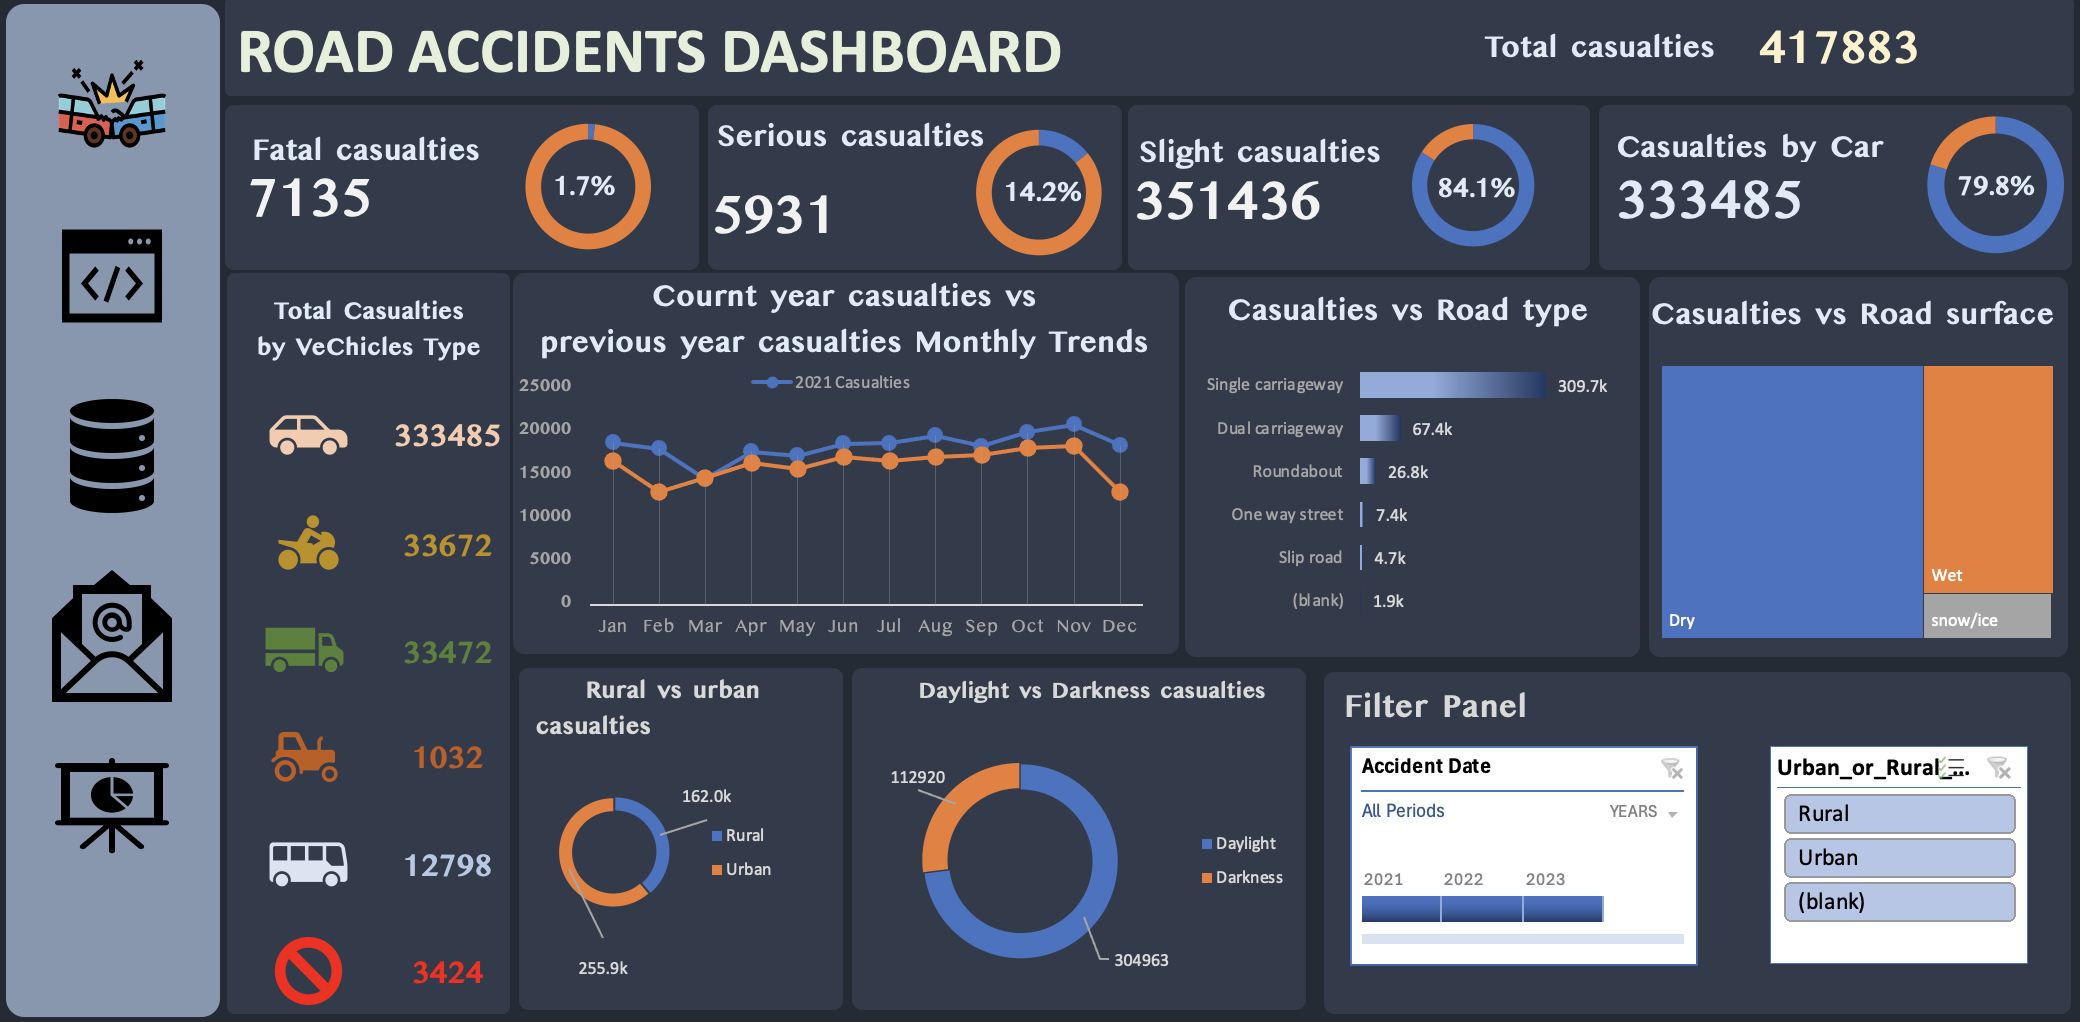 ROAD ACCIDENTS DASHBOARD
Total casualties 417883
Fatal casualties
7135
1.7%
Serious casualties
5931
14.2%
Slight casualties
351436
84.1%
Casualties by Car
333485
79.8%
Total Casualties
by VeChicles Type
333485
33672
33472
1032
12798
3424
Cournt year casualties vs
previous year casualties Monthly Trends
2021 Casualties
25000
20000
15000
10000
5000
0
Jan Feb Mar Apr May Jun Jul Aug Sep Oct Nov Dec
Casualties vs Road type
Single carriageway 309.7k
Dual carriageway 67.4k
Roundabout 26.8k
One way street 7.4k
Slip road 4.7k
(blank) 1.9k
Casualties vs Road surface
Dry
Wet
snow/ice
Rural vs urban
casualties
162.0k
Rural
Urban
255.9k
Daylight vs Darkness casualties
112920
Daylight
Darkness
304963
Filter Panel
Accident Date
All Periods YEARS
2021 2022 2023
Urban_or_Rural_...
Rural
Urban
(blank)
@